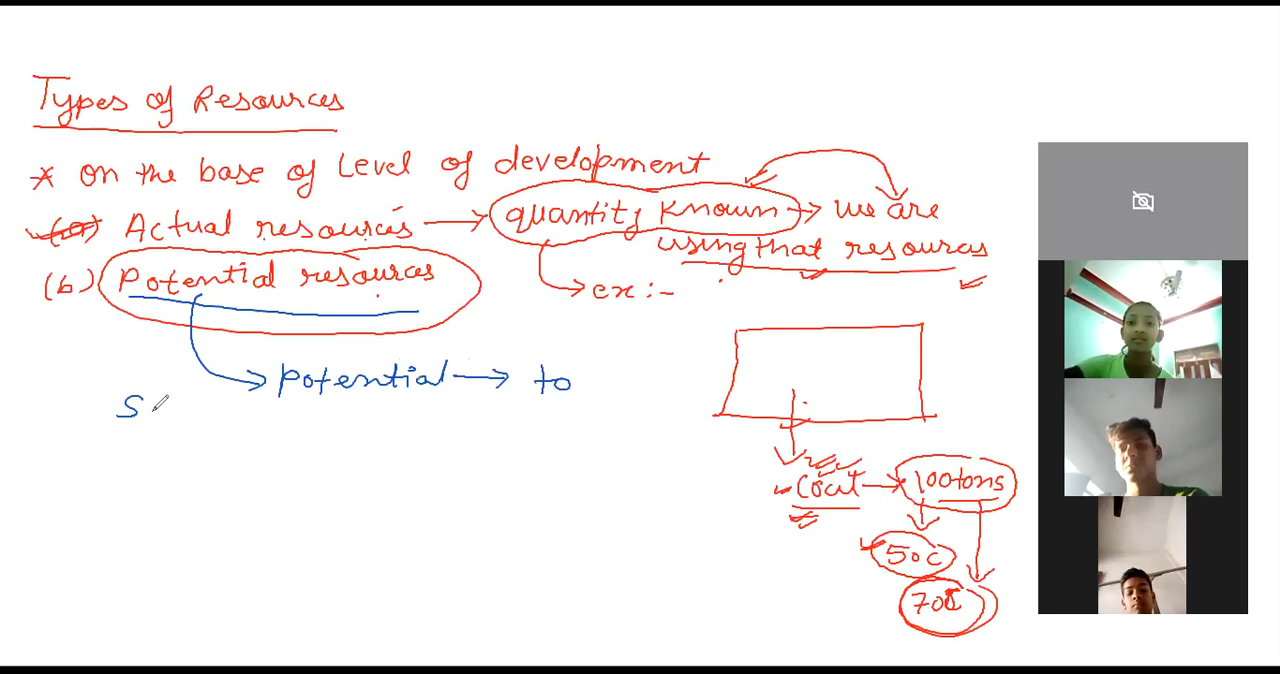 Types of Resources
* on the base of Level of development
(a) Actual resources → quantity known → we are
using that resources
(b) Potential resources
→ ex :-
→ potential → to
S
Coal → 100tons
50c